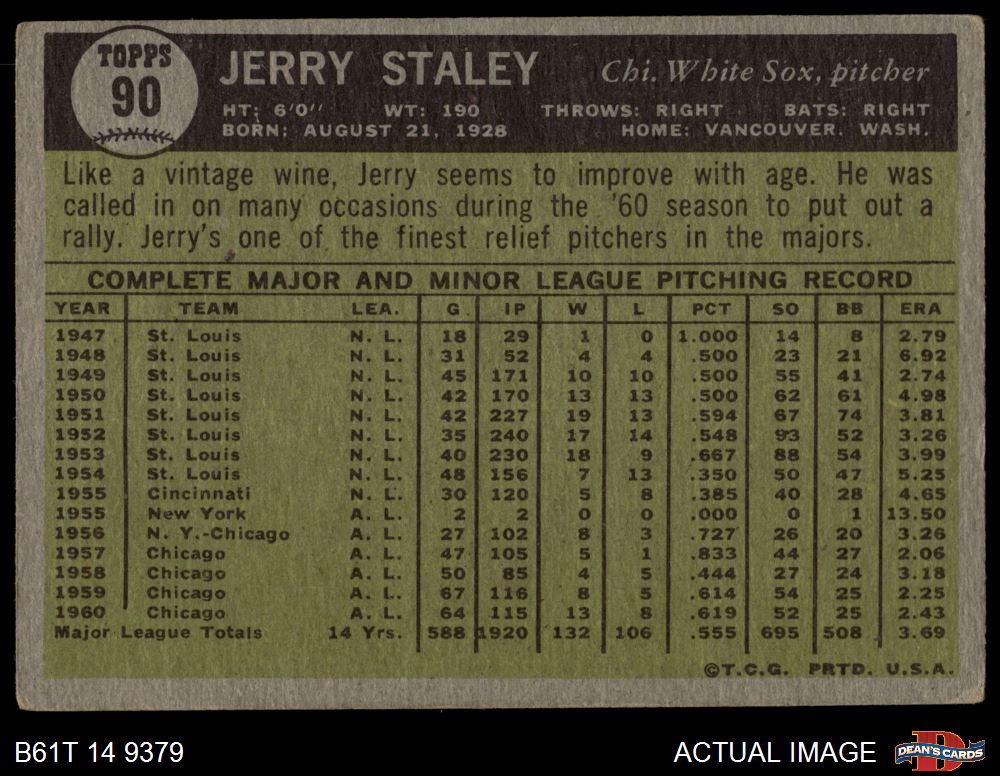 TOPPS
90
JERRY STALEY Chi. White Sox, pitcher
HT: 6'0" WT: 190 THROWS: RIGHT BATS: RIGHT
BORN: AUGUST 21, 1928 HOME: VANCOUVER. WASH.
Like a vintage wine, Jerry seems to improve with age. He was
called in on many occasions during the '60 season to put out a
rally. Jerry's one of the finest relief pitchers in the majors.
COMPLETE MAJOR AND MINOR LEAGUE PITCHING RECORD
YEAR TEAM LEA. G IP W L PCT SO BB ERA
1947 St. Louis N. L. 18 29 1 0 1.000 14 8 2.79
1948 St. Louis N. L. 31 52 4 4 .500 23 21 6.92
1949 St. Louis N. L. 45 171 10 10 .500 55 41 2.74
1950 St. Louis N. L. 42 170 13 13 .500 62 61 4.98
1951 St. Louis N. L. 42 227 19 13 .594 67 74 3.81
1952 St. Louis N. L. 35 240 17 14 .548 93 52 3.26
1953 St. Louis N. L. 40 230 18 9 .667 88 54 3.99
1954 St. Louis N. L. 48 156 7 13 .350 50 47 5.25
1955 Cincinnati N. L. 30 120 5 8 .385 40 28 4.65
1955 New York A. L. 2 2 0 0 .000 0 1 13.50
1956 N. Y.-Chicago A. L. 27 102 8 3 .727 26 20 3.26
1957 Chicago A. L. 47 105 5 1 .833 44 27 2.06
1958 Chicago A. L. 50 85 4 5 .444 27 24 3.18
1959 Chicago A. L. 67 116 8 5 .614 54 25 2.25
1960 Chicago A. L. 64 115 13 8 .619 52 25 2.43
Major League Totals 14 Yrs. 588 1920 132 106 .555 695 508 3.69
©T.C.G. PRTD. U.S.A.
B61T 14 9379 ACTUAL IMAGE DEAN'S CARDS